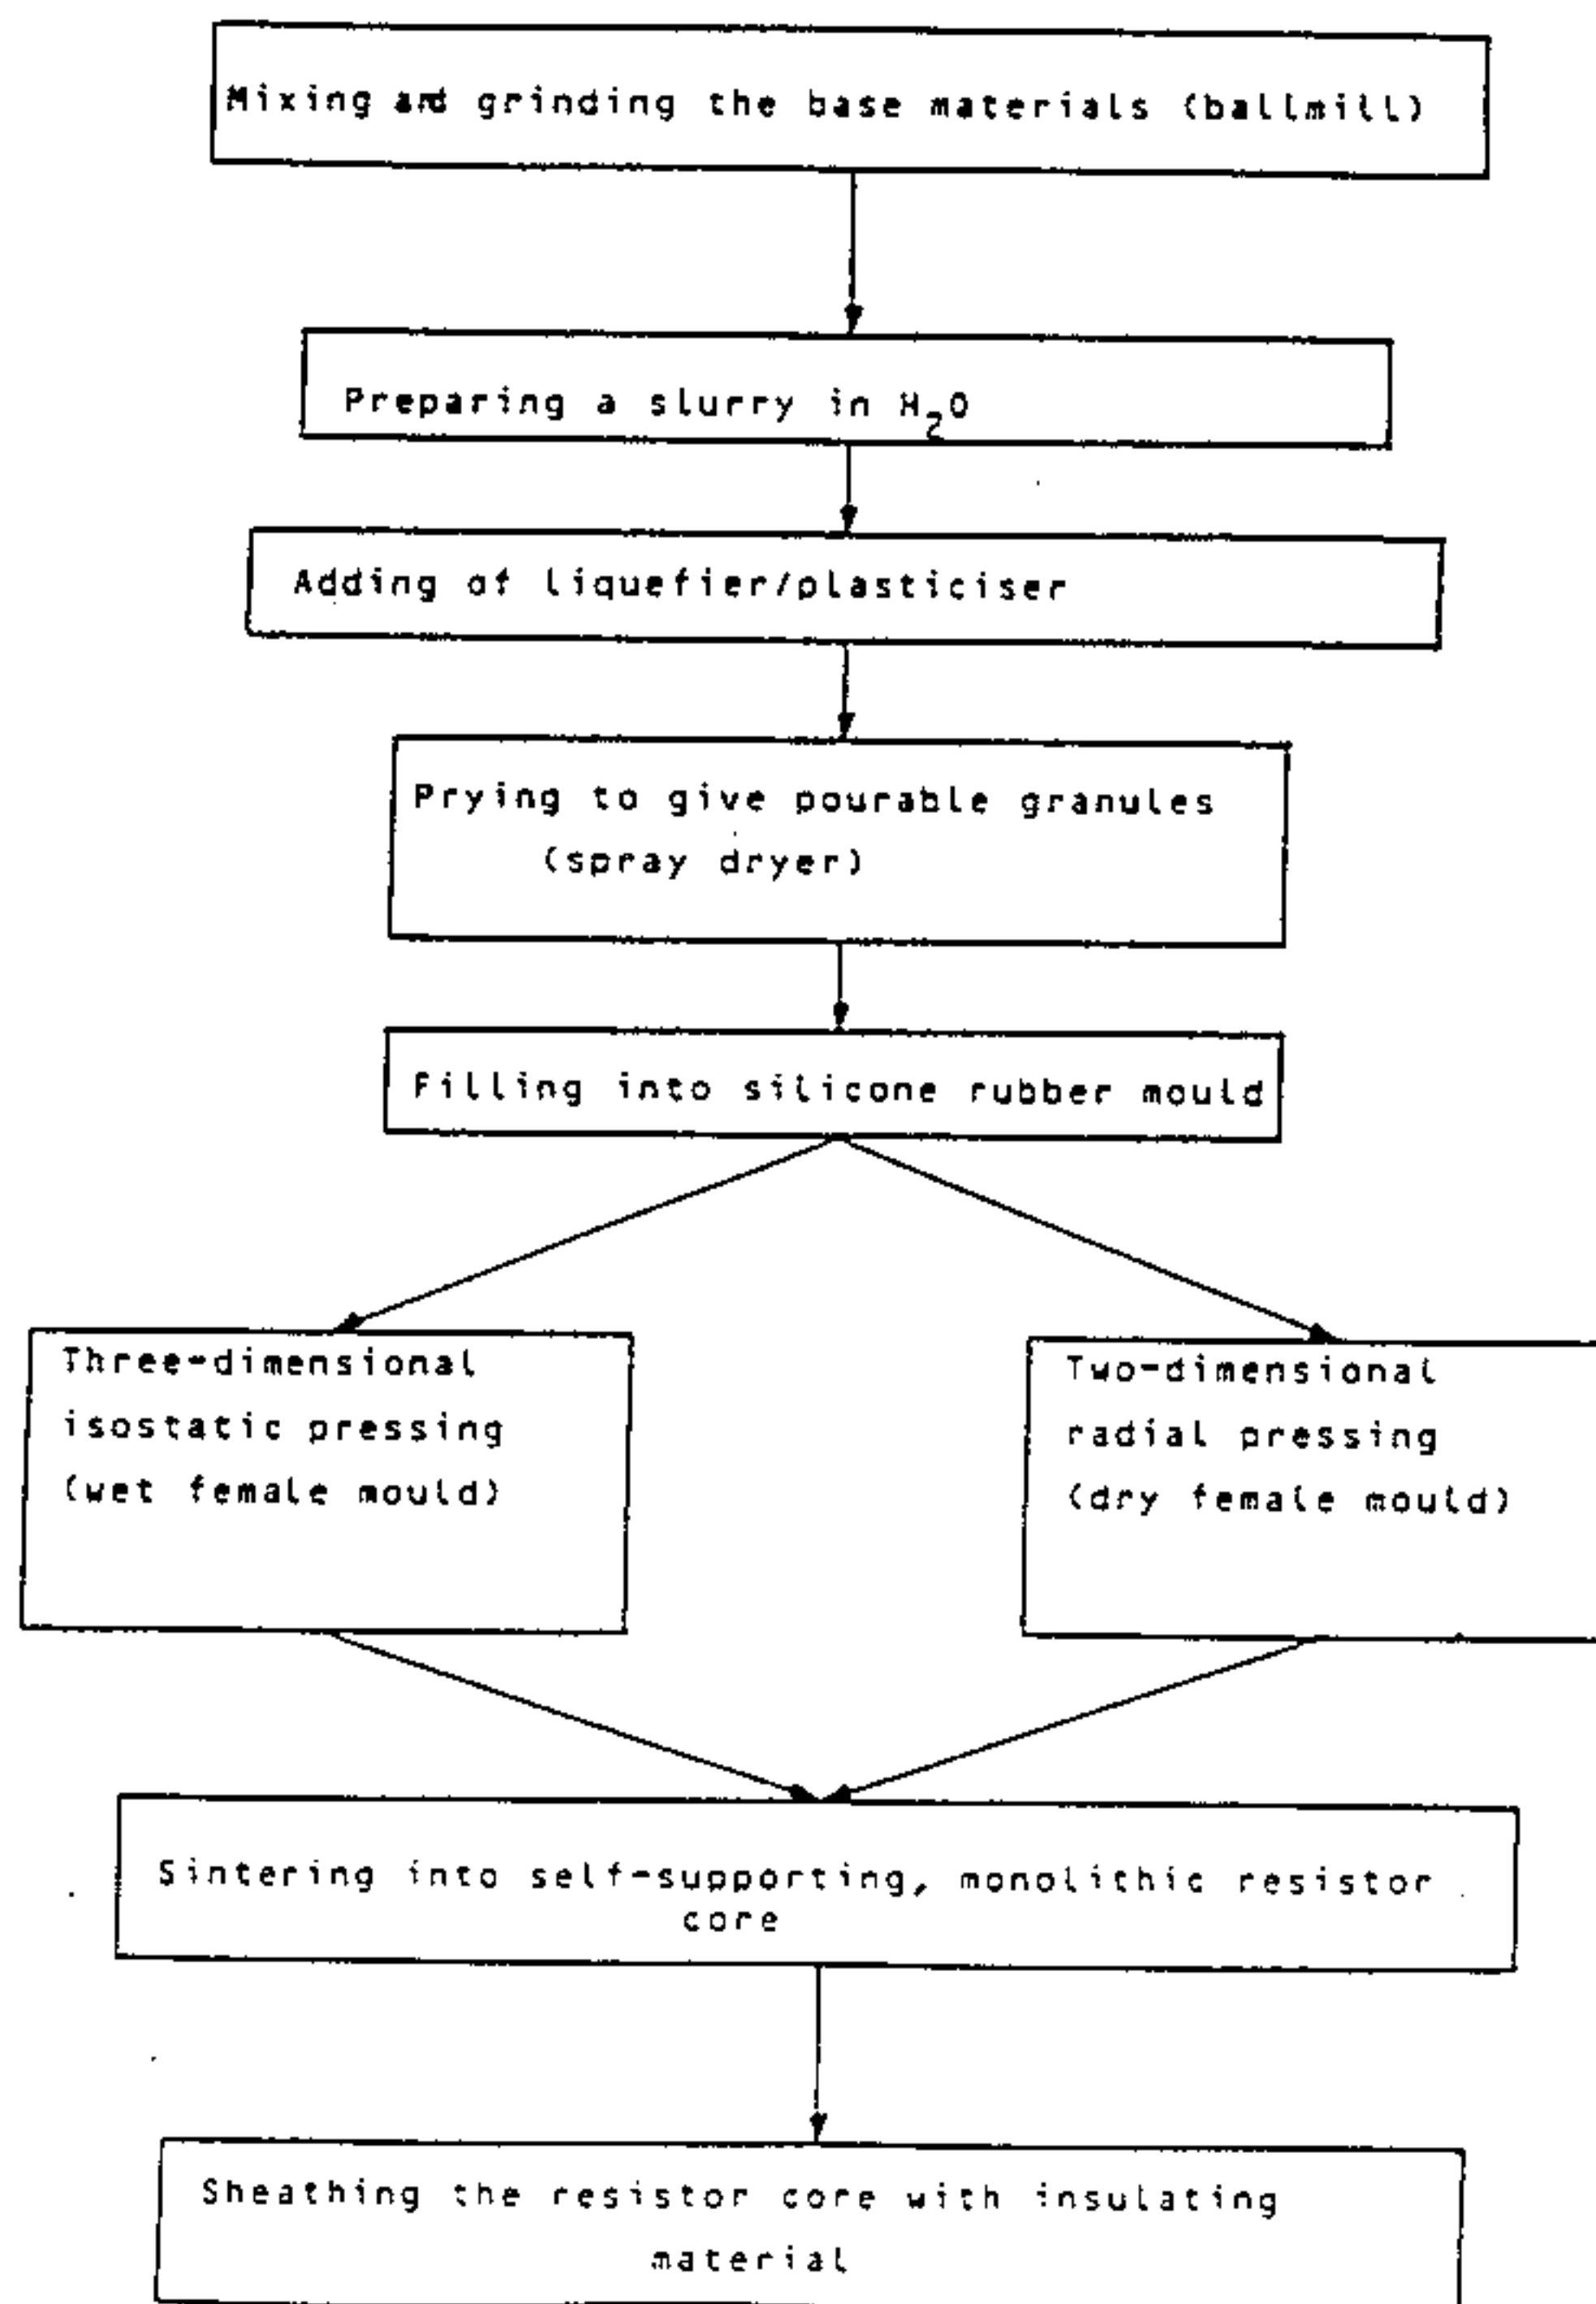 Mixing and grinding the base materials (ballmill)
Preparing a slurry in H2O
Adding of liquefier/plasticiser
Prying to give pourable granules
(spray dryer)
Filling into silicone rubber mould
Three-dimensional
isostatic pressing
(wet female mould)
Two-dimensional
radial pressing
(dry female mould)
Sintering into self-supporting, monolithic resistor
core
Sheathing the resistor core with insulating
material